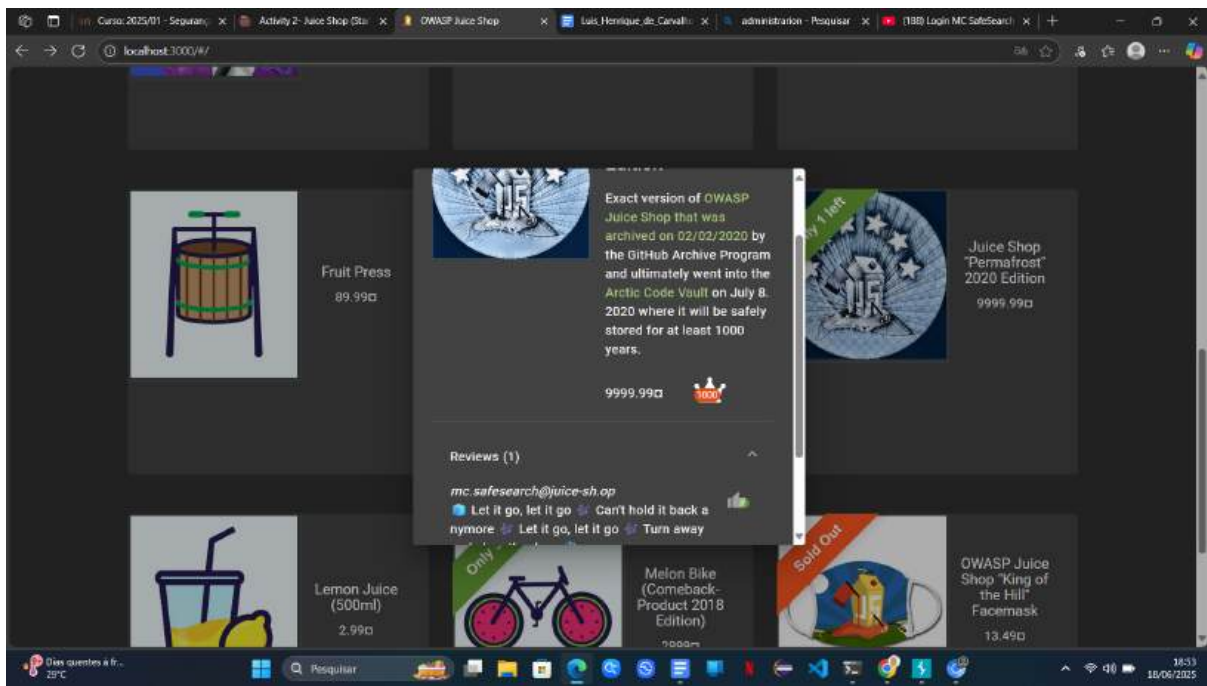 Curso: 2025/01 - Seguranç
Activity 2- Juice Shop (Sta
OWASP Juice Shop
Luis_Henrique_de_Carvalh
administrarion - Pesquisar
(180) Login MC SafeSearch
localhost:3000/#/
Exact version of OWASP
Juice Shop that was
archived on 02/02/2020 by
the GitHub Archive Program
and ultimately went into the
Arctic Code Vault on July 8.
2020 where it will be safely
stored for at least 1000
years.
9999.99¤
1000
Reviews (1)
mc.safesearch@juice-sh.op
🧊 Let it go, let it go 🎶 Can't hold it back a
nymore 🎶 Let it go, let it go 🎶 Turn away
Fruit Press
89.99¤
y 1 left
Juice Shop
"Permafrost"
2020 Edition
9999.99¤
Lemon Juice
(500ml)
2.99¤
Only
Melon Bike
(Comeback-
Product 2018
Edition)
2999¤
Sold Out
OWASP Juice
Shop "King of
the Hill"
Facemask
13.49¤
Dias quentes à fr...
29°C
Pesquisar
18:53
18/06/2025